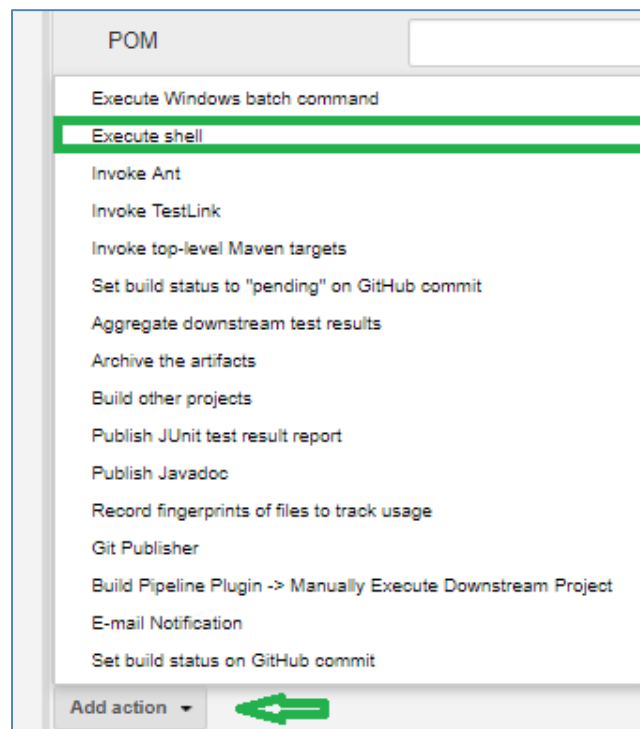 POM
Execute Windows batch command
Execute shell
Invoke Ant
Invoke TestLink
Invoke top-level Maven targets
Set build status to "pending" on GitHub commit
Aggregate downstream test results
Archive the artifacts
Build other projects
Publish JUnit test result report
Publish Javadoc
Record fingerprints of files to track usage
Git Publisher
Build Pipeline Plugin -> Manually Execute Downstream Project
E-mail Notification
Set build status on GitHub commit
Add action